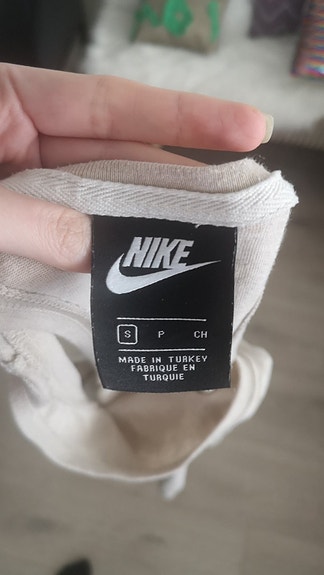 NIKE
S P CH
MADE IN TURKEY
FABRIQUE EN
TURQUIE